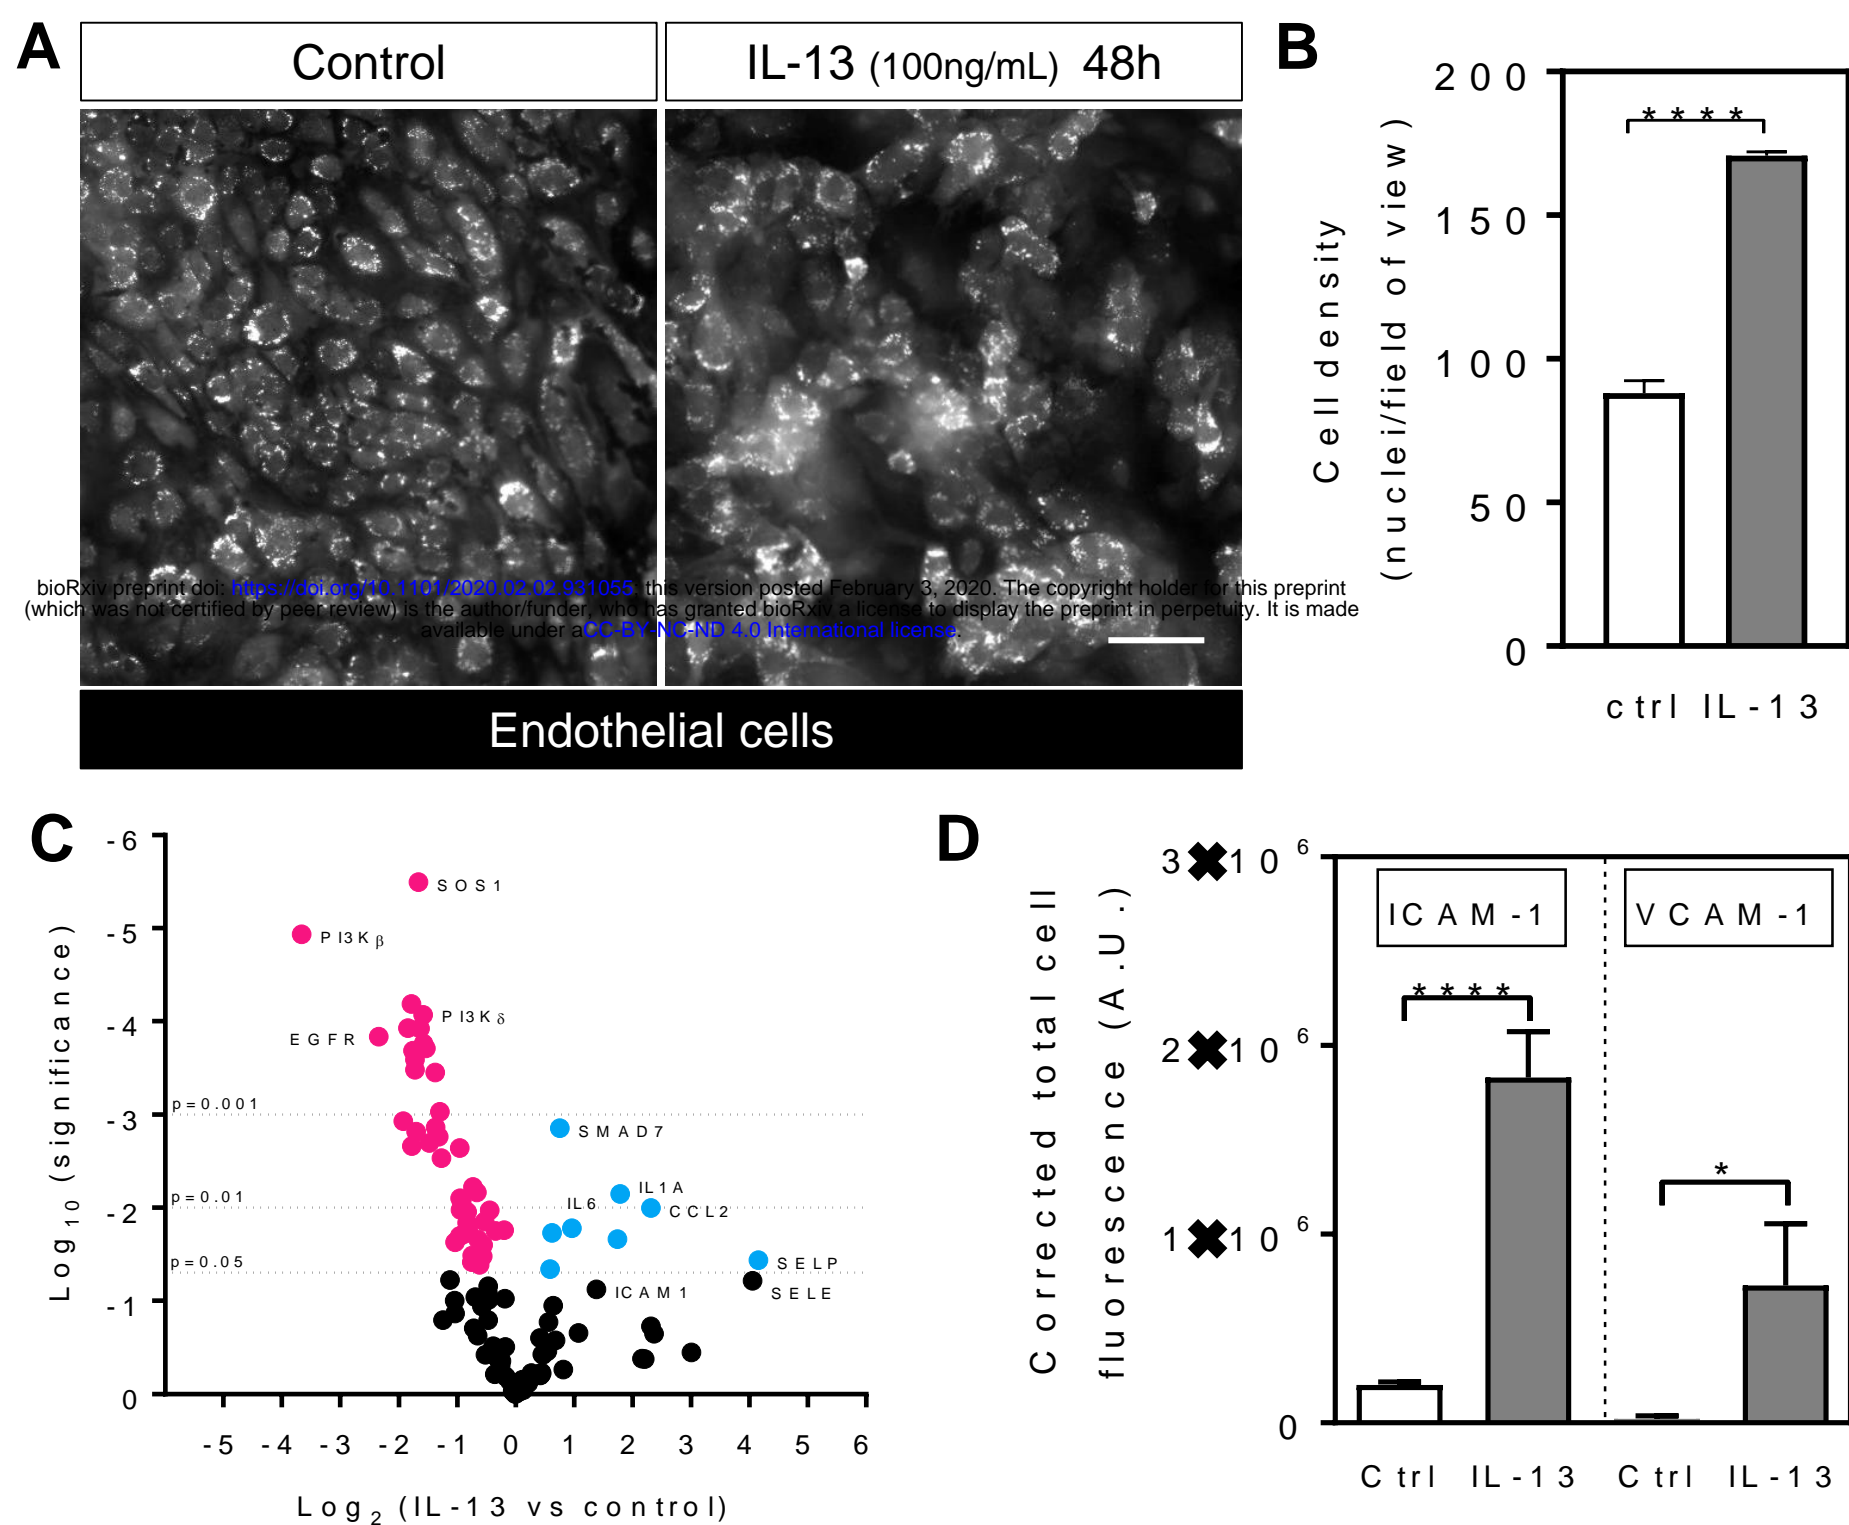 A
Control
IL-13 (100ng/mL) 48h
bioRxiv preprint doi: https://doi.org/10.1101/2020.02.02.931055; this version posted February 3, 2020. The copyright holder for this preprint
(which was not certified by peer review) is the author/funder, who has granted bioRxiv a license to display the preprint in perpetuity. It is made
available under aCC-BY-NC-ND 4.0 International license.
Endothelial cells
B
Cell density
(nuclei/field of view)
200
150
100
50
0
****
ctrl IL-13
C
Log10 (significance)
-6
-5
-4
-3
-2
-1
0
SOS1
PI3Kβ
PI3Kδ
EGFR
p=0.001
SMAD7
IL1A
p=0.01
IL6
CCL2
p=0.05
SELP
ICAM1
SELE
-5 -4 -3 -2 -1 0 1 2 3 4 5 6
Log2 (IL-13 vs control)
D
Corrected total cell
fluorescence (A.U.)
3✖10^6
2✖10^6
1✖10^6
0
ICAM-1
VCAM-1
****
*
Ctrl IL-13 Ctrl IL-13